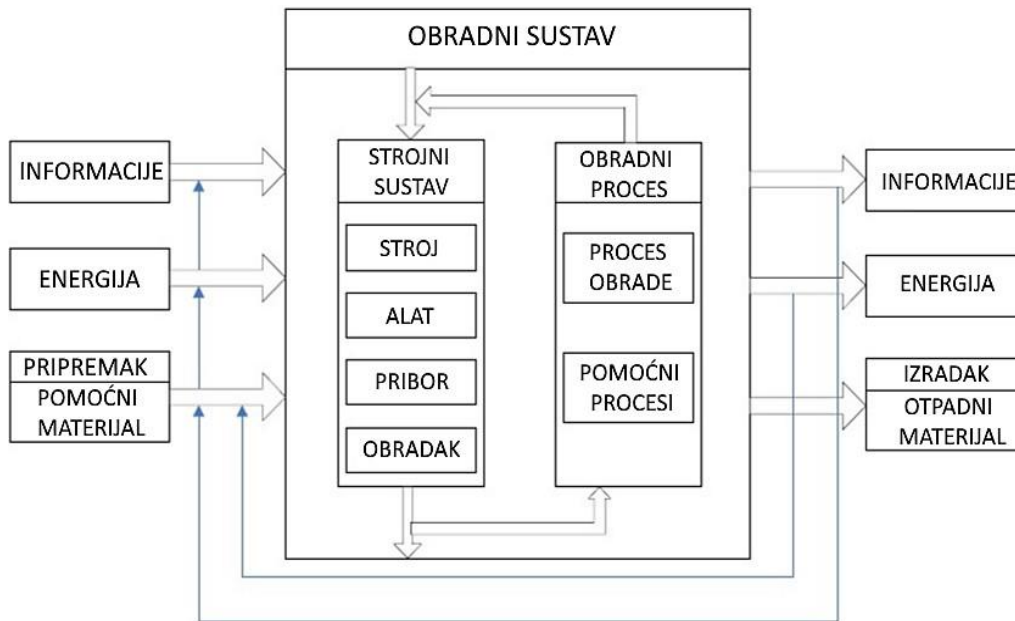 OBRADNI SUSTAV
INFORMACIJE
ENERGIJA
PRIPREMAK
POMOĆNI
MATERIJAL
STROJNI
SUSTAV
STROJ
ALAT
PRIBOR
OBRADAK
OBRADNI
PROCES
PROCES
OBRADE
POMOĆNI
PROCESI
INFORMACIJE
ENERGIJA
IZRADAK
OTPADNI
MATERIJAL